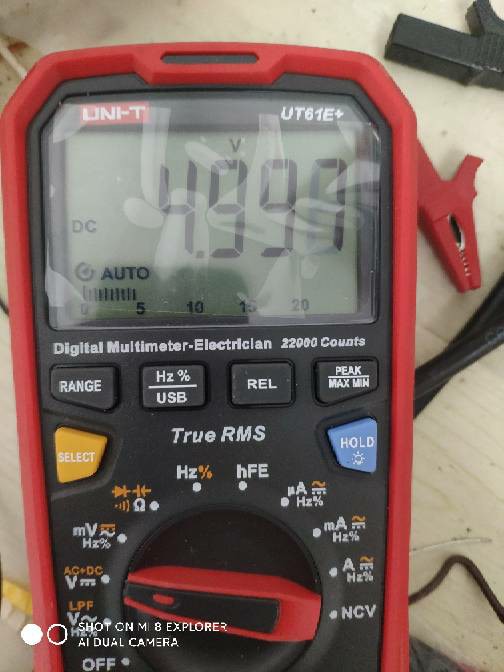 UNI-T UT61E+
V
DC
AUTO
0 5 10 15 20
Digital Multimeter-Electrician 22000 Counts
RANGE
Hz %
USB
REL
PEAK
MAX MIN
True RMS
SELECT
HOLD
Hz% hFE
Ω
μA
Hz%
mV
Hz%
mA
Hz%
AC+DC
V
A
Hz%
LPF
V
Hz%
NCV
OFF
SHOT ON MI 8 EXPLORER
AI DUAL CAMERA